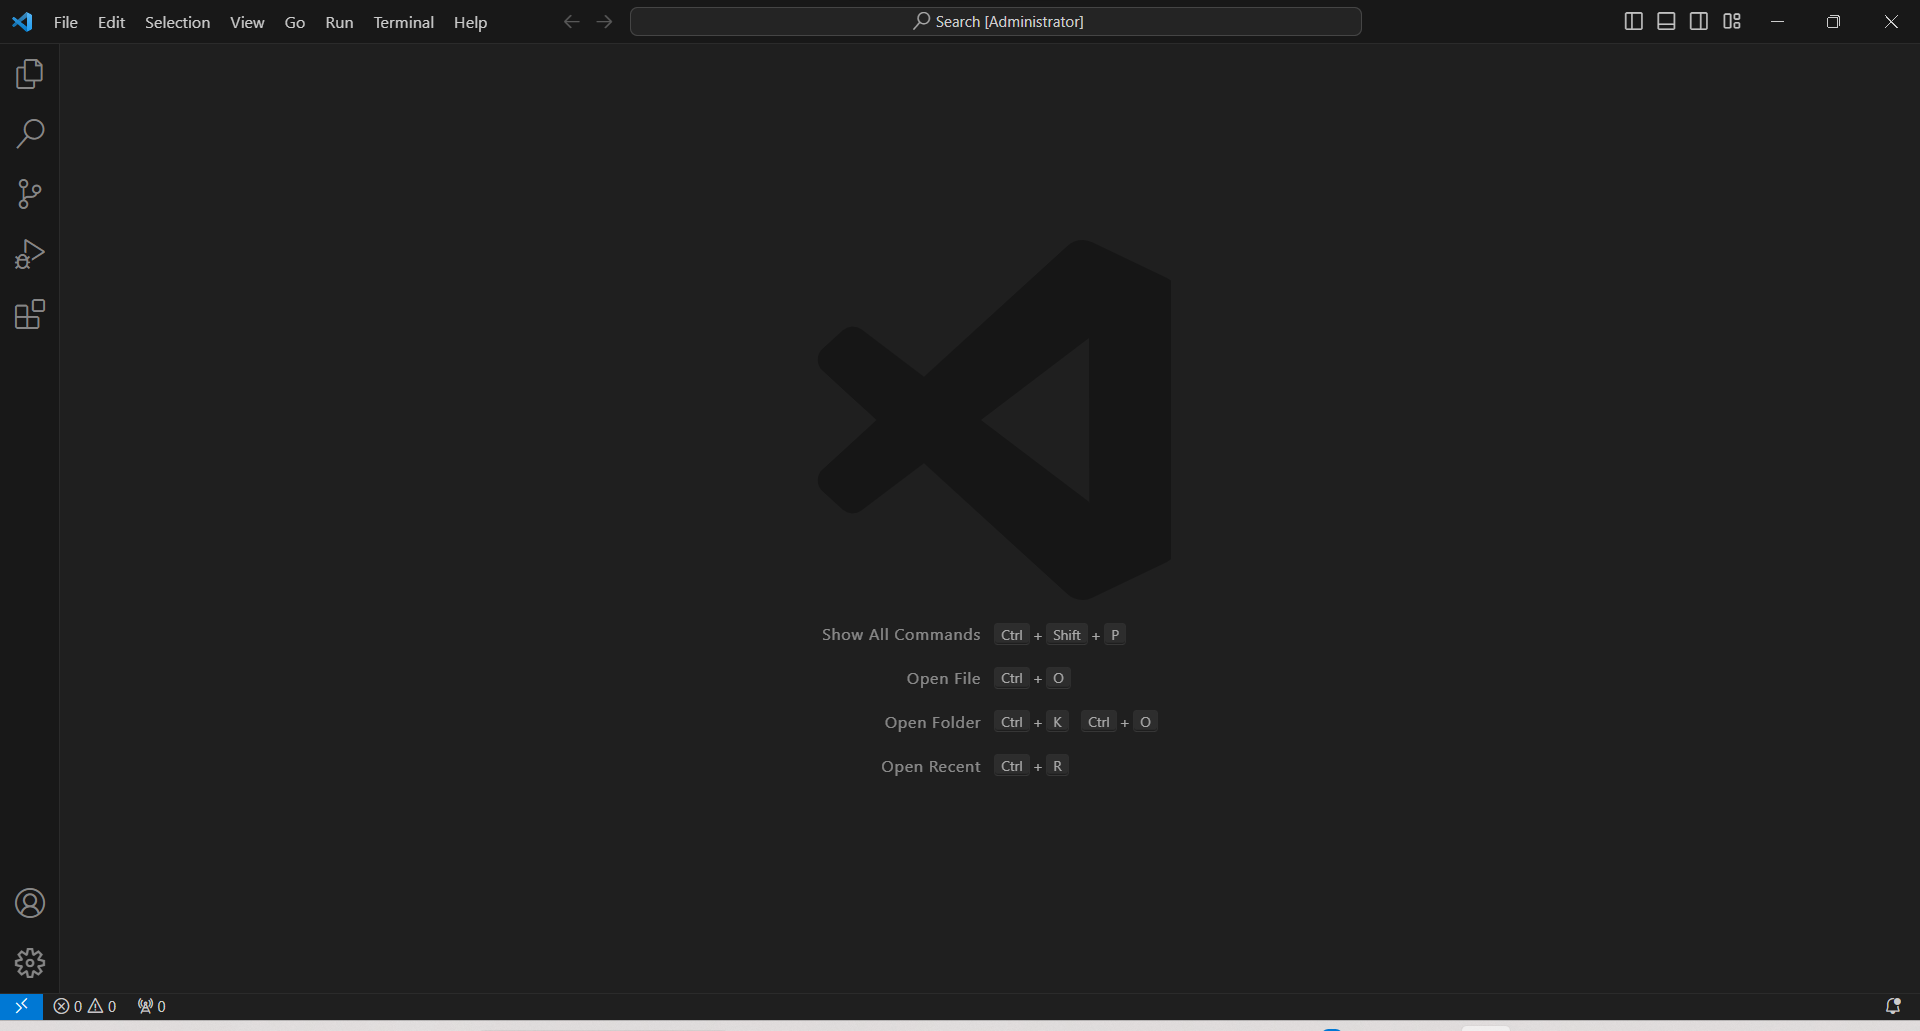 File Edit Selection View Go Run Terminal Help Search [Administrator]
Show All Commands Ctrl + Shift + P
Open File Ctrl + O
Open Folder Ctrl + K Ctrl + O
Open Recent Ctrl + R
0 0 0